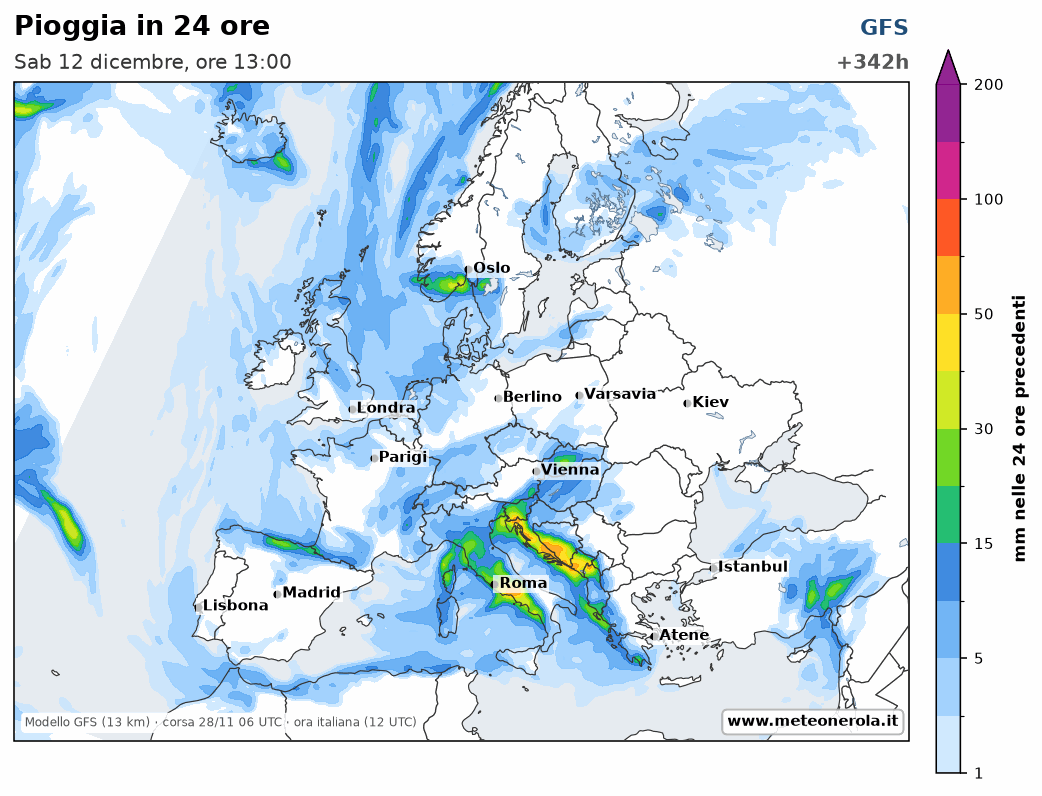 Pioggia in 24 ore
GFS
Sab 12 dicembre, ore 13:00
+342h
200
100
50
30
15
5
1
mm nelle 24 ore precedenti
Oslo
Berlino
Varsavia
Kiev
Londra
Parigi
Vienna
Istanbul
Roma
Madrid
Lisbona
Atene
Modello GFS (13 km) · corsa 28/11 06 UTC · ora italiana (12 UTC)
www.meteonerola.it